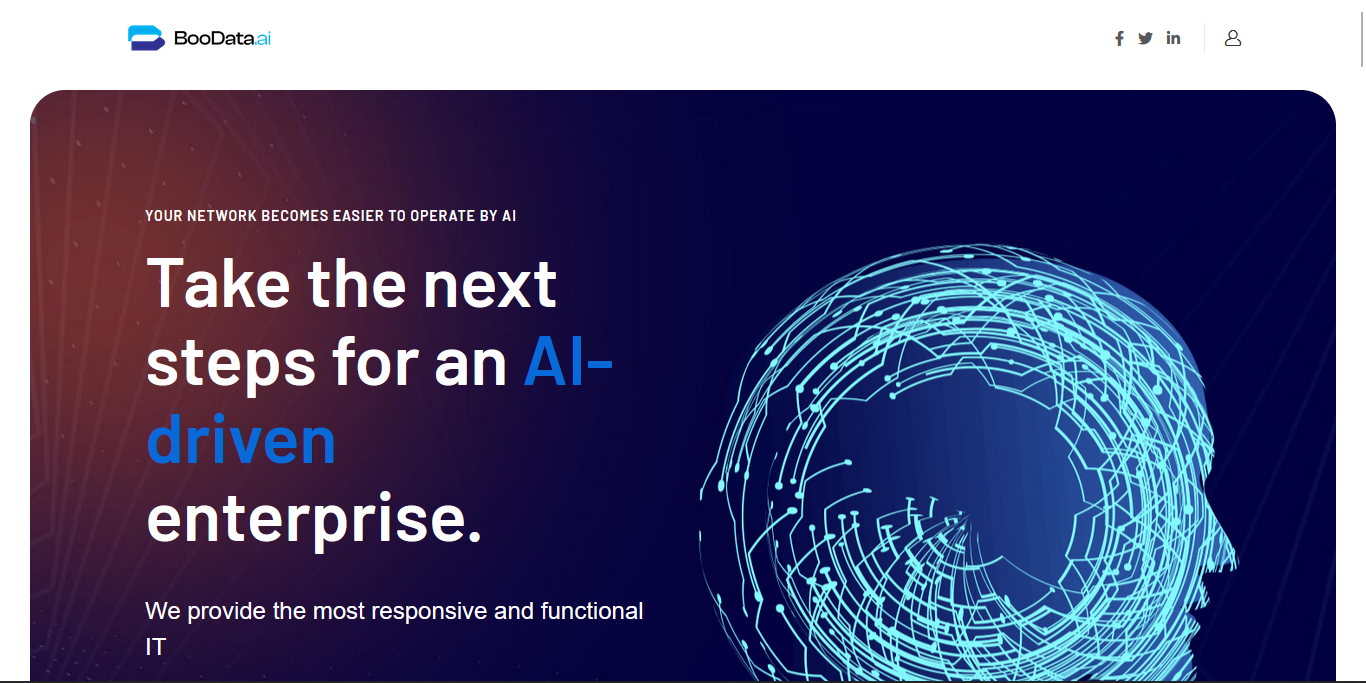 BooData.ai
YOUR NETWORK BECOMES EASIER TO OPERATE BY AI
Take the next
steps for an AI-
driven
enterprise.
We provide the most responsive and functional
IT